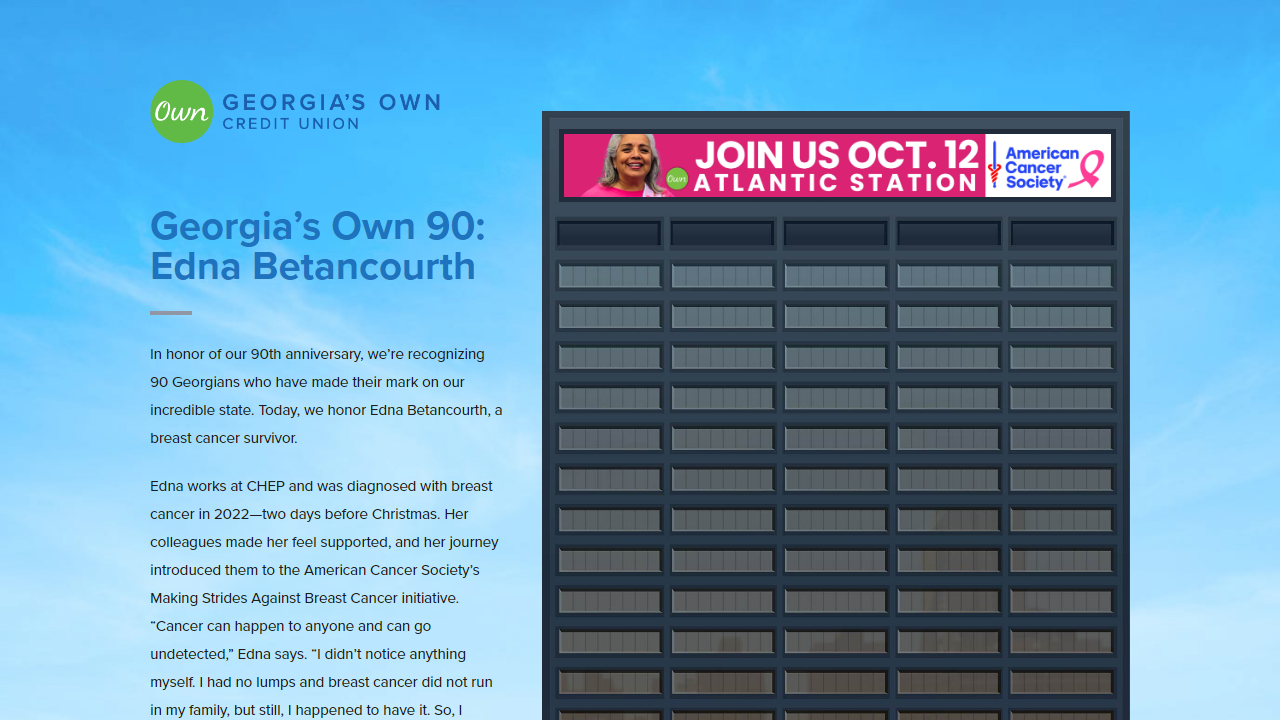 Own GEORGIA’S OWN
CREDIT UNION
JOIN US OCT. 12
Own ATLANTIC STATION
American
Cancer
Society®
Georgia’s Own 90:
Edna Betancourth
In honor of our 90th anniversary, we’re recognizing
90 Georgians who have made their mark on our
incredible state. Today, we honor Edna Betancourth, a
breast cancer survivor.
Edna works at CHEP and was diagnosed with breast
cancer in 2022—two days before Christmas. Her
colleagues made her feel supported, and her journey
introduced them to the American Cancer Society’s
Making Strides Against Breast Cancer initiative.
“Cancer can happen to anyone and can go
undetected,” Edna says. “I didn’t notice anything
myself. I had no lumps and breast cancer did not run
in my family, but still, I happened to have it. So, I